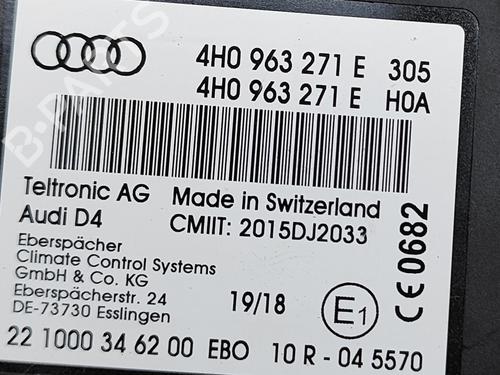 4H0 963 271 E 305
4H0 963 271 E H0A
Teltronic AG Made in Switzerland
Audi D4 CMIIT: 2015DJ2033
Eberspächer
Climate Control Systems
GmbH & Co. KG
Eberspächerstr. 24
DE-73730 Esslingen
19/18
E1
CE0682
22 1000 34 62 00 EBO 10 R - 04 5570
B-PARTS